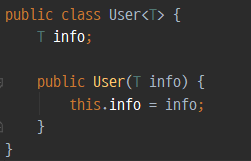 public class User<T> {
    T info;
    public User(T info) {
        this.info = info;
    }
}